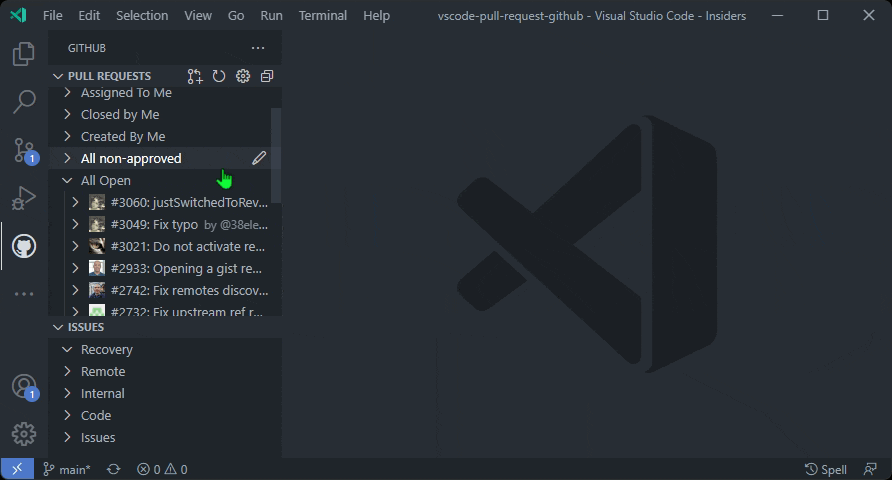 File Edit Selection View Go Run Terminal Help vscode-pull-request-github - Visual Studio Code - Insiders
GITHUB ...
PULL REQUESTS
Assigned To Me
Closed by Me
Created By Me
All non-approved
All Open
#3060: justSwitchedToRev...
#3049: Fix typo by @38ele...
#3021: Do not activate re...
#2933: Opening a gist re...
#2742: Fix remotes discov...
#2732: Fix upstream ref r...
ISSUES
Recovery
Remote
Internal
Code
Issues
1
1
main* 0 0 Spell